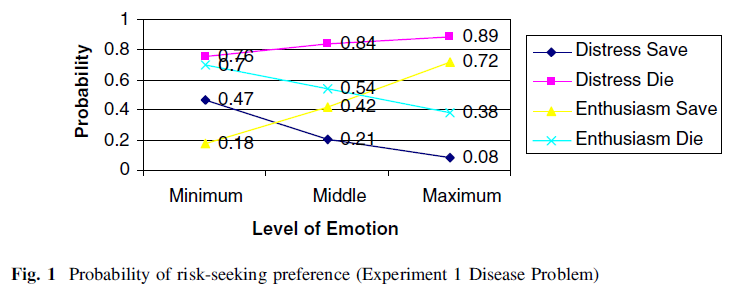 1
0.8
0.6
0.4
0.2
0
Probability
0.76
0.84
0.89
0.7
0.72
0.54
0.47
0.42
0.38
0.18
0.21
0.08
Minimum Middle Maximum
Level of Emotion
Distress Save
Distress Die
Enthusiasm Save
Enthusiasm Die
Fig. 1 Probability of risk-seeking preference (Experiment 1 Disease Problem)